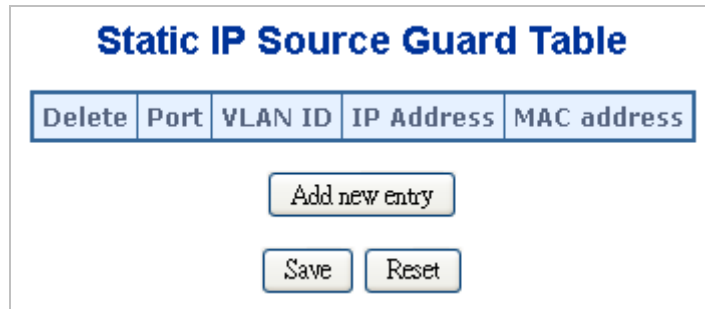 Static IP Source Guard Table
Delete Port VLAN ID IP Address MAC address
Add new entry
Save Reset